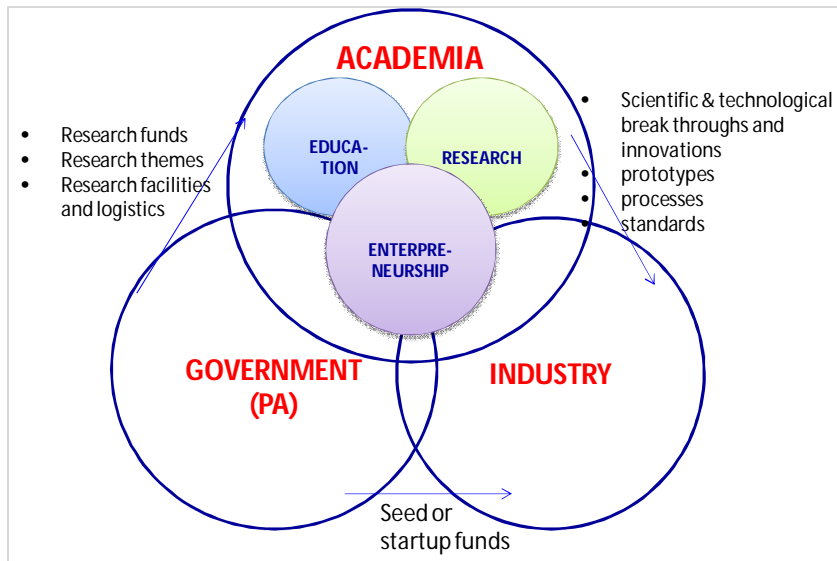 ACADEMIA
• Research funds
• Research themes
• Research facilities
and logistics
EDUCA-
TION
RESEARCH
• Scientific & technological
break throughs and
innovations
• prototypes
• processes
• standards
ENTERPRE-
NEURSHIP
GOVERNMENT
(PA)
INDUSTRY
Seed or
startup funds